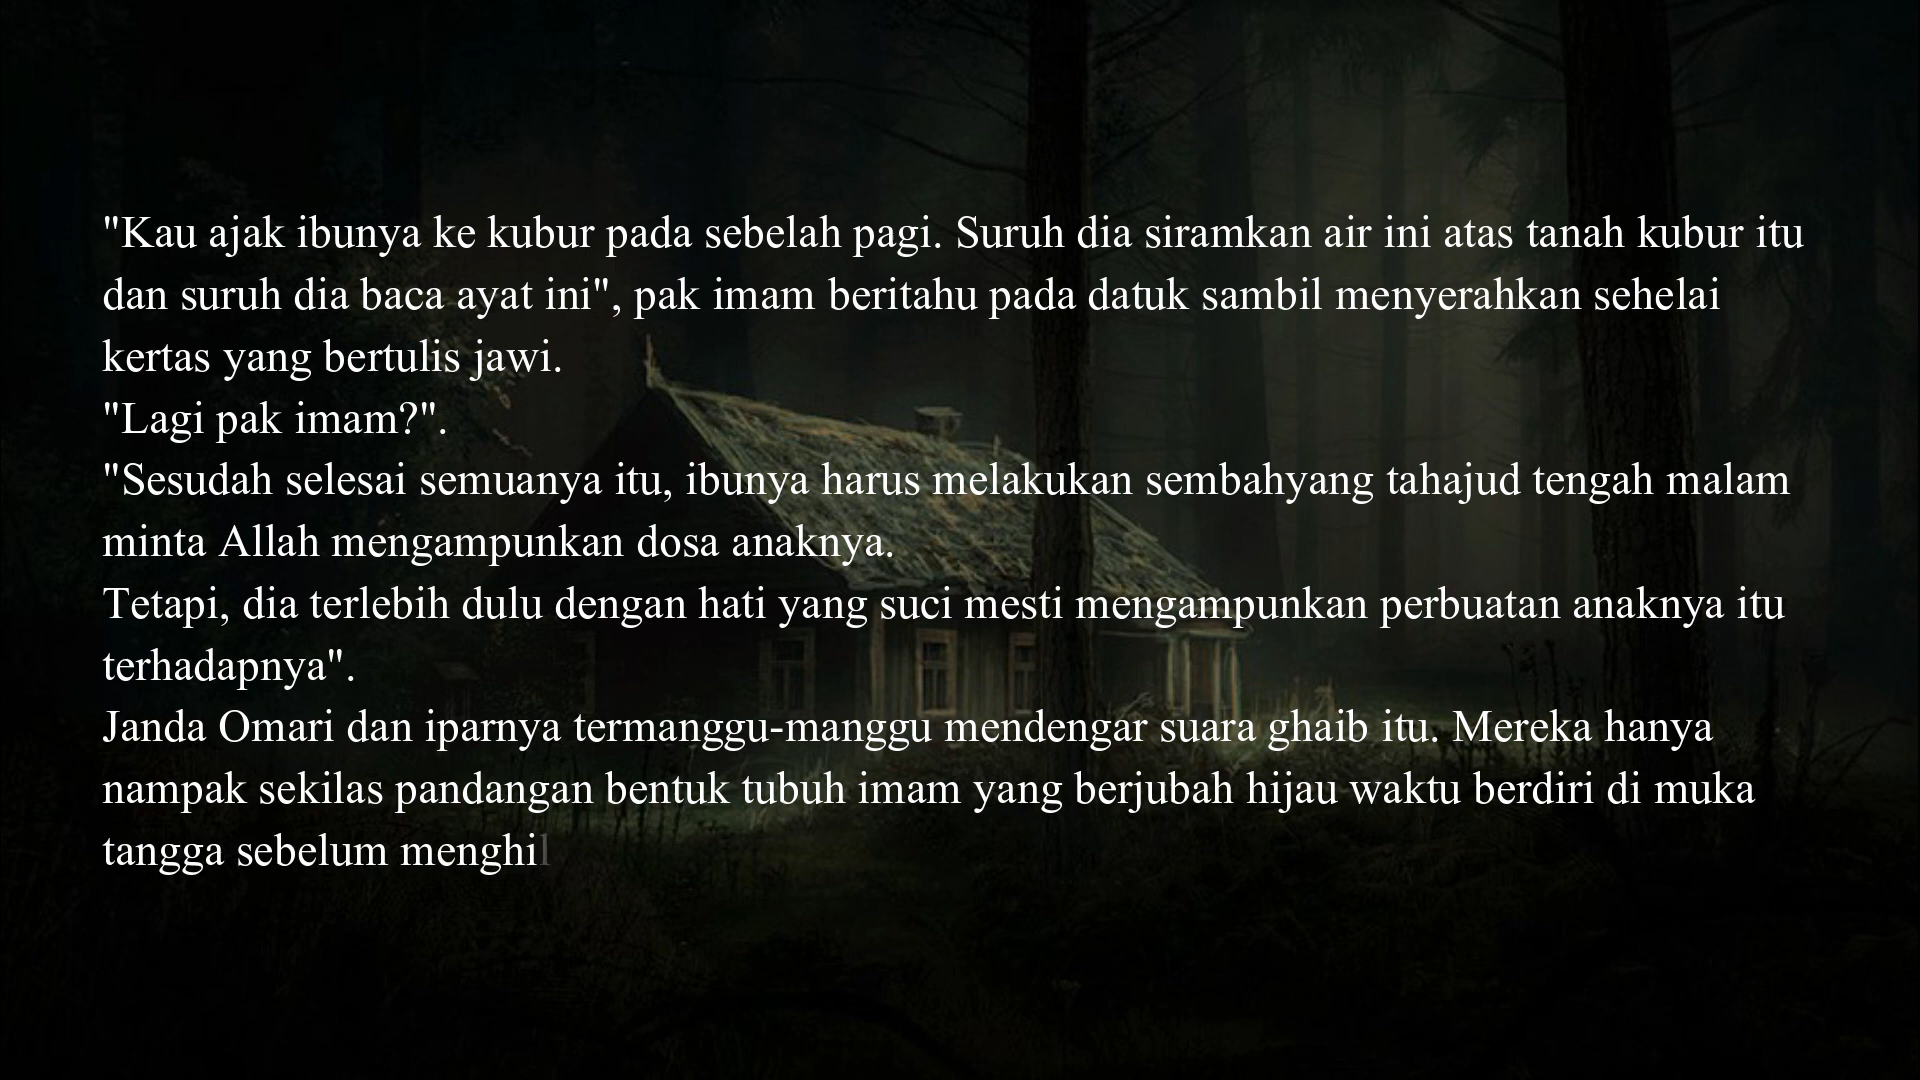 "Kau ajak ibunya ke kubur pada sebelah pagi. Suruh dia siramkan air ini atas tanah kubur itu
dan suruh dia baca ayat ini", pak imam beritahu pada datuk sambil menyerahkan sehelai
kertas yang bertulis jawi.
"Lagi pak imam?".
"Sesudah selesai semuanya itu, ibunya harus melakukan sembahyang tahajud tengah malam
minta Allah mengampunkan dosa anaknya.
Tetapi, dia terlebih dulu dengan hati yang suci mesti mengampunkan perbuatan anaknya itu
terhadapnya".
Janda Omari dan iparnya termanggu-manggu mendengar suara ghaib itu. Mereka hanya
nampak sekilas pandangan bentuk tubuh imam yang berjubah hijau waktu berdiri di muka
tangga sebelum menghil